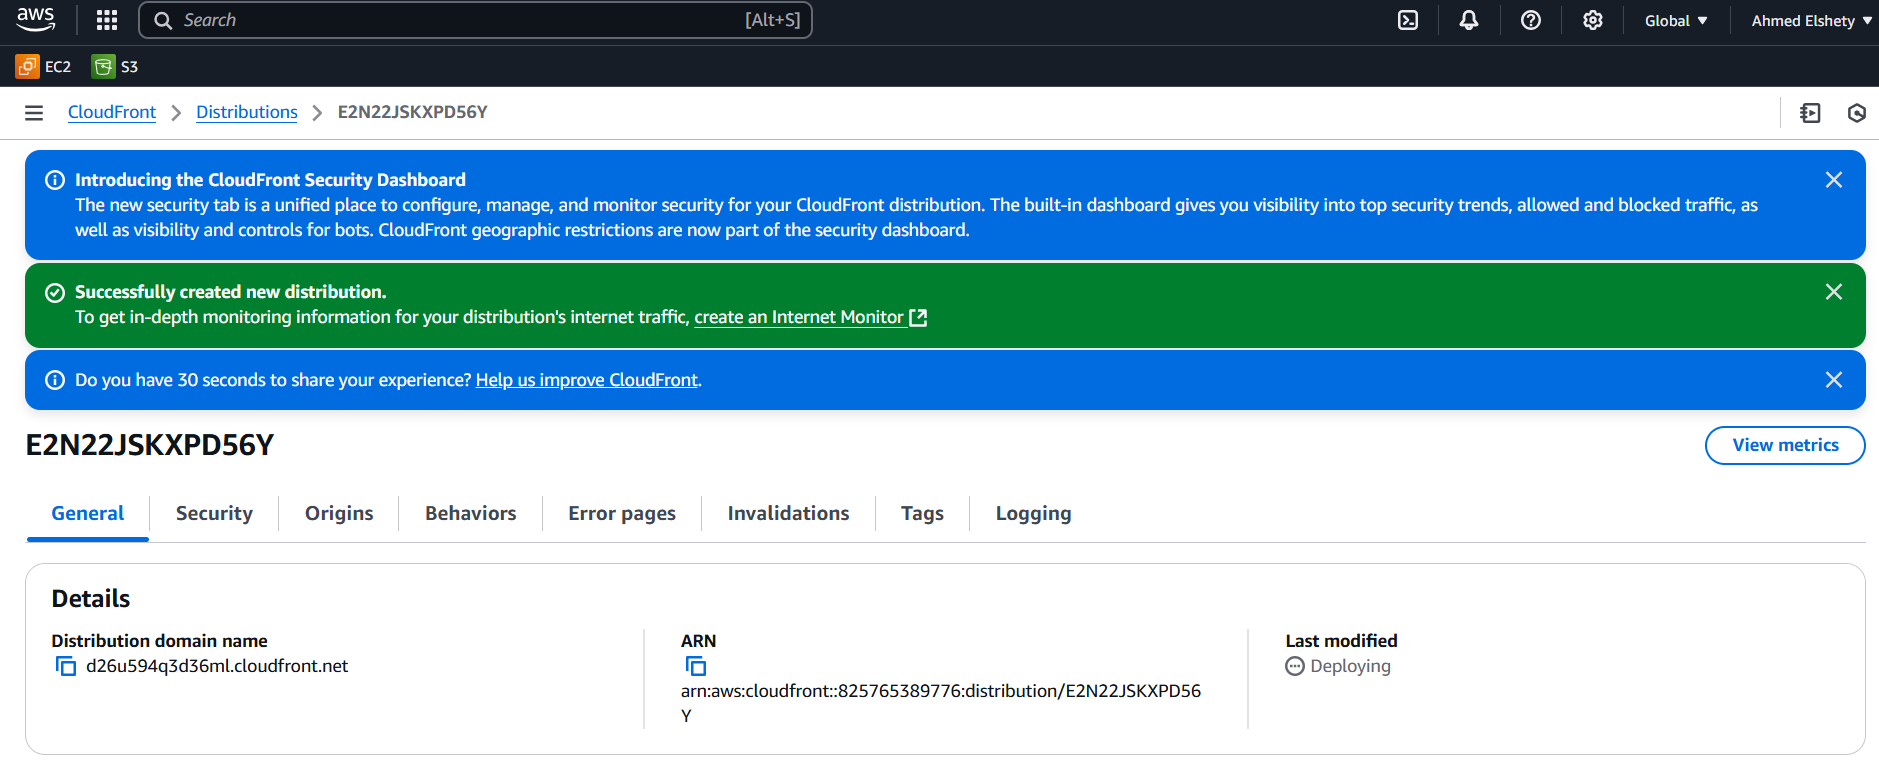 aws
Search [Alt+S]
Global
Ahmed Elshety
EC2
S3
CloudFront
Distributions
E2N22JSKXPD56Y
Introducing the CloudFront Security Dashboard
The new security tab is a unified place to configure, manage, and monitor security for your CloudFront distribution. The built-in dashboard gives you visibility into top security trends, allowed and blocked traffic, as
well as visibility and controls for bots. CloudFront geographic restrictions are now part of the security dashboard.
Successfully created new distribution.
To get in-depth monitoring information for your distribution's internet traffic, create an Internet Monitor
Do you have 30 seconds to share your experience? Help us improve CloudFront.
E2N22JSKXPD56Y
View metrics
General
Security
Origins
Behaviors
Error pages
Invalidations
Tags
Logging
Details
Distribution domain name
d26u594q3d36ml.cloudfront.net
ARN
arn:aws:cloudfront::825765389776:distribution/E2N22JSKXPD56
Y
Last modified
Deploying